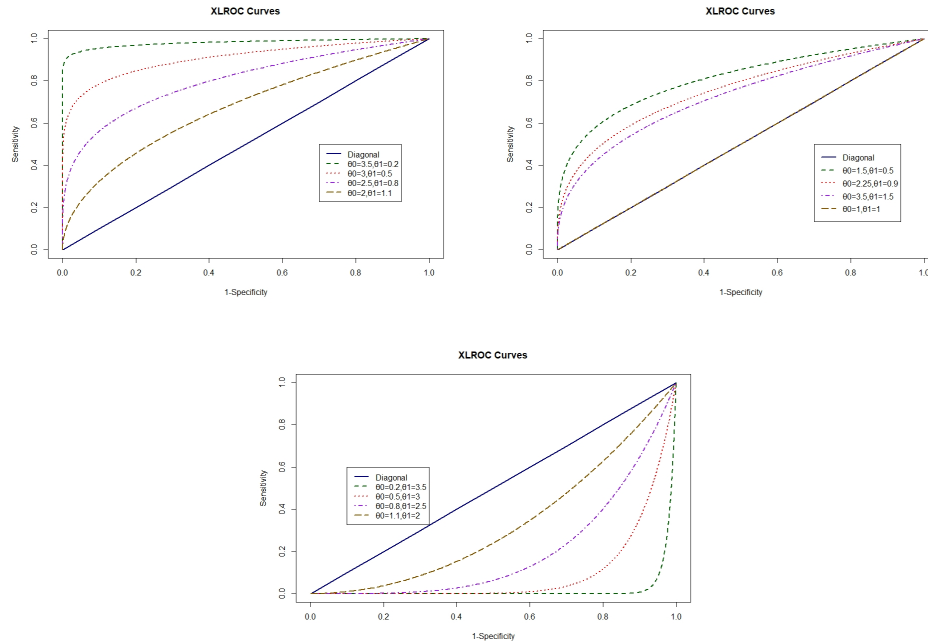 XLROC Curves
Sensitivity
0.0 0.2 0.4 0.6 0.8 1.0
Diagonal
θ0=3.5,θ1=0.2
θ0=3,θ1=0.5
θ0=2.5,θ1=0.8
θ0=2,θ1=1.1
0.0 0.2 0.4 0.6 0.8 1.0
1-Specificity
XLROC Curves
Sensitivity
0.0 0.2 0.4 0.6 0.8 1.0
Diagonal
θ0=1.5,θ1=0.5
θ0=2.25,θ1=0.9
θ0=3.5,θ1=1.5
θ0=1,θ1=1
0.0 0.2 0.4 0.6 0.8 1.0
1-Specificity
XLROC Curves
Sensitivity
0.0 0.2 0.4 0.6 0.8 1.0
Diagonal
θ0=0.2,θ1=3.5
θ0=0.5,θ1=3
θ0=0.8,θ1=2.5
θ0=1.1,θ1=2
0.0 0.2 0.4 0.6 0.8 1.0
1-Specificity